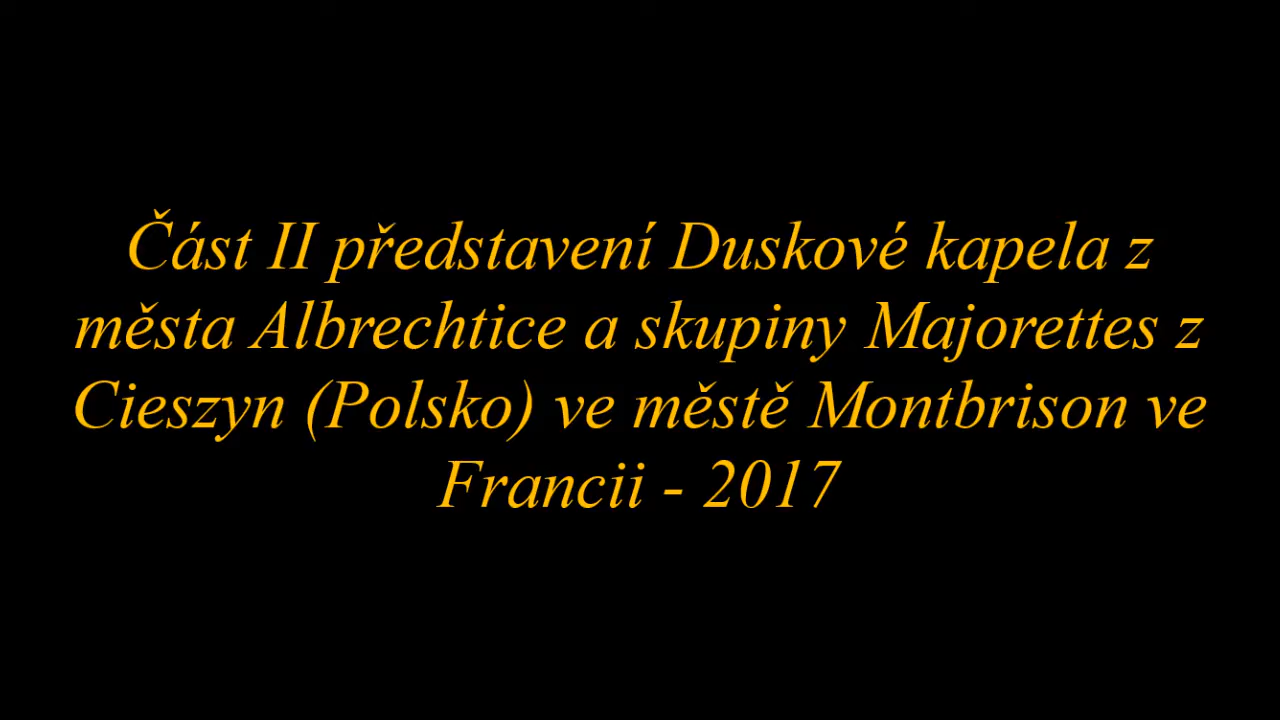 Část II představení Duskové kapela z
města Albrechtice a skupiny Majorettes z
Cieszyn (Polsko) ve městě Montbrison ve
Francii - 2017